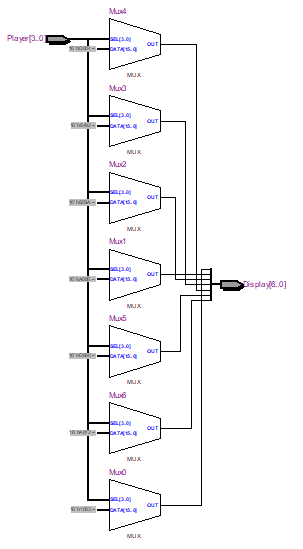 Mux4
Player[3..0]
SEL[3..0]
OUT
DATA[15..0]
MUX
Mux3
SEL[3..0]
OUT
DATA[15..0]
MUX
Mux2
SEL[3..0]
OUT
DATA[15..0]
MUX
Mux1
SEL[3..0]
OUT
DATA[15..0]
MUX
Display[6..0]
Mux5
SEL[3..0]
OUT
DATA[15..0]
MUX
Mux6
SEL[3..0]
OUT
DATA[15..0]
MUX
Mux0
SEL[3..0]
OUT
DATA[15..0]
MUX